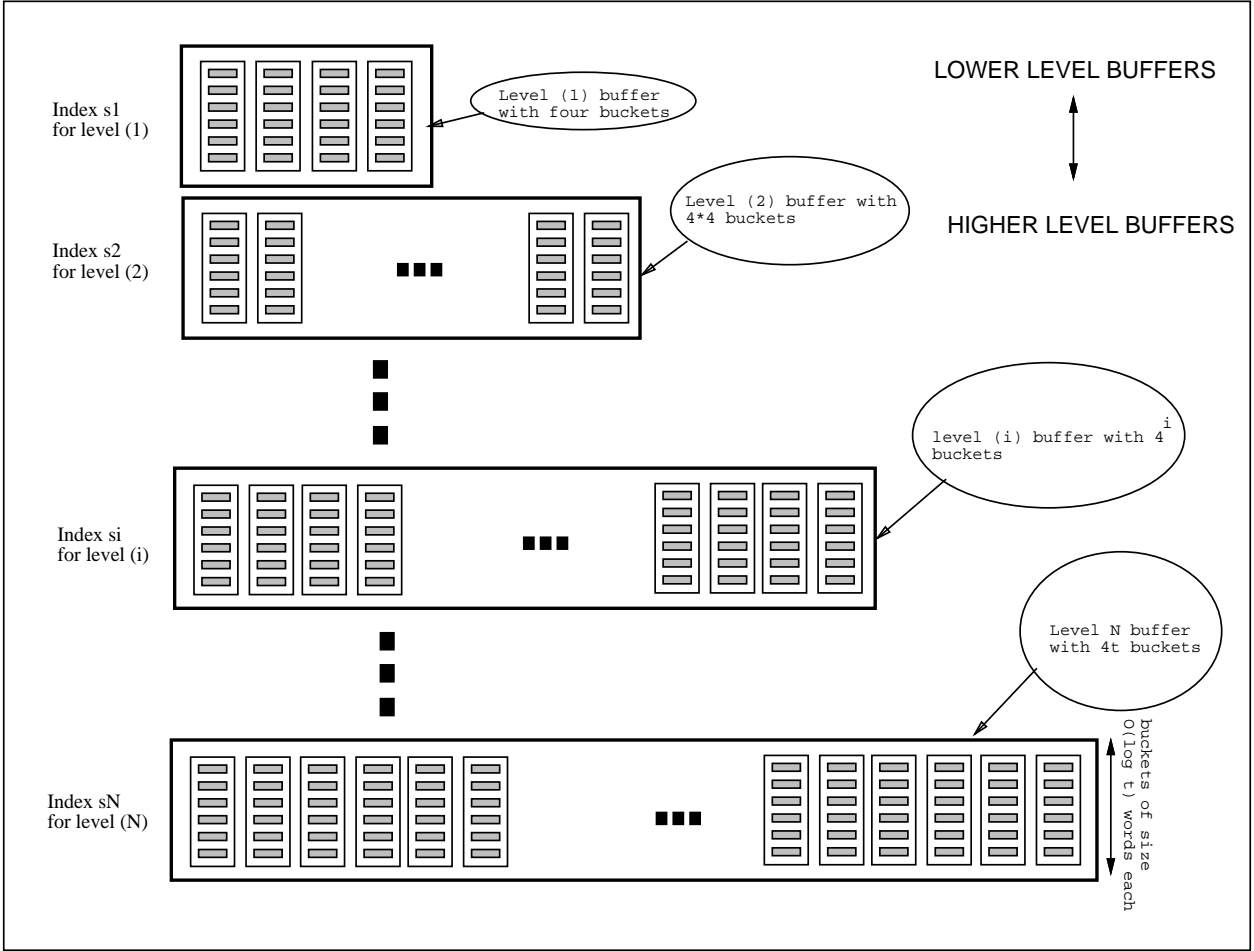 Index s1
for level (1)
Level (1) buffer
with four buckets
LOWER LEVEL BUFFERS
HIGHER LEVEL BUFFERS
Index s2
for level (2)
Level (2) buffer with
4*4 buckets
level (i) buffer with 4^i
buckets
Index si
for level (i)
Level N buffer
with 4t buckets
Index sN
for level (N)
buckets of size
O(log t) words each